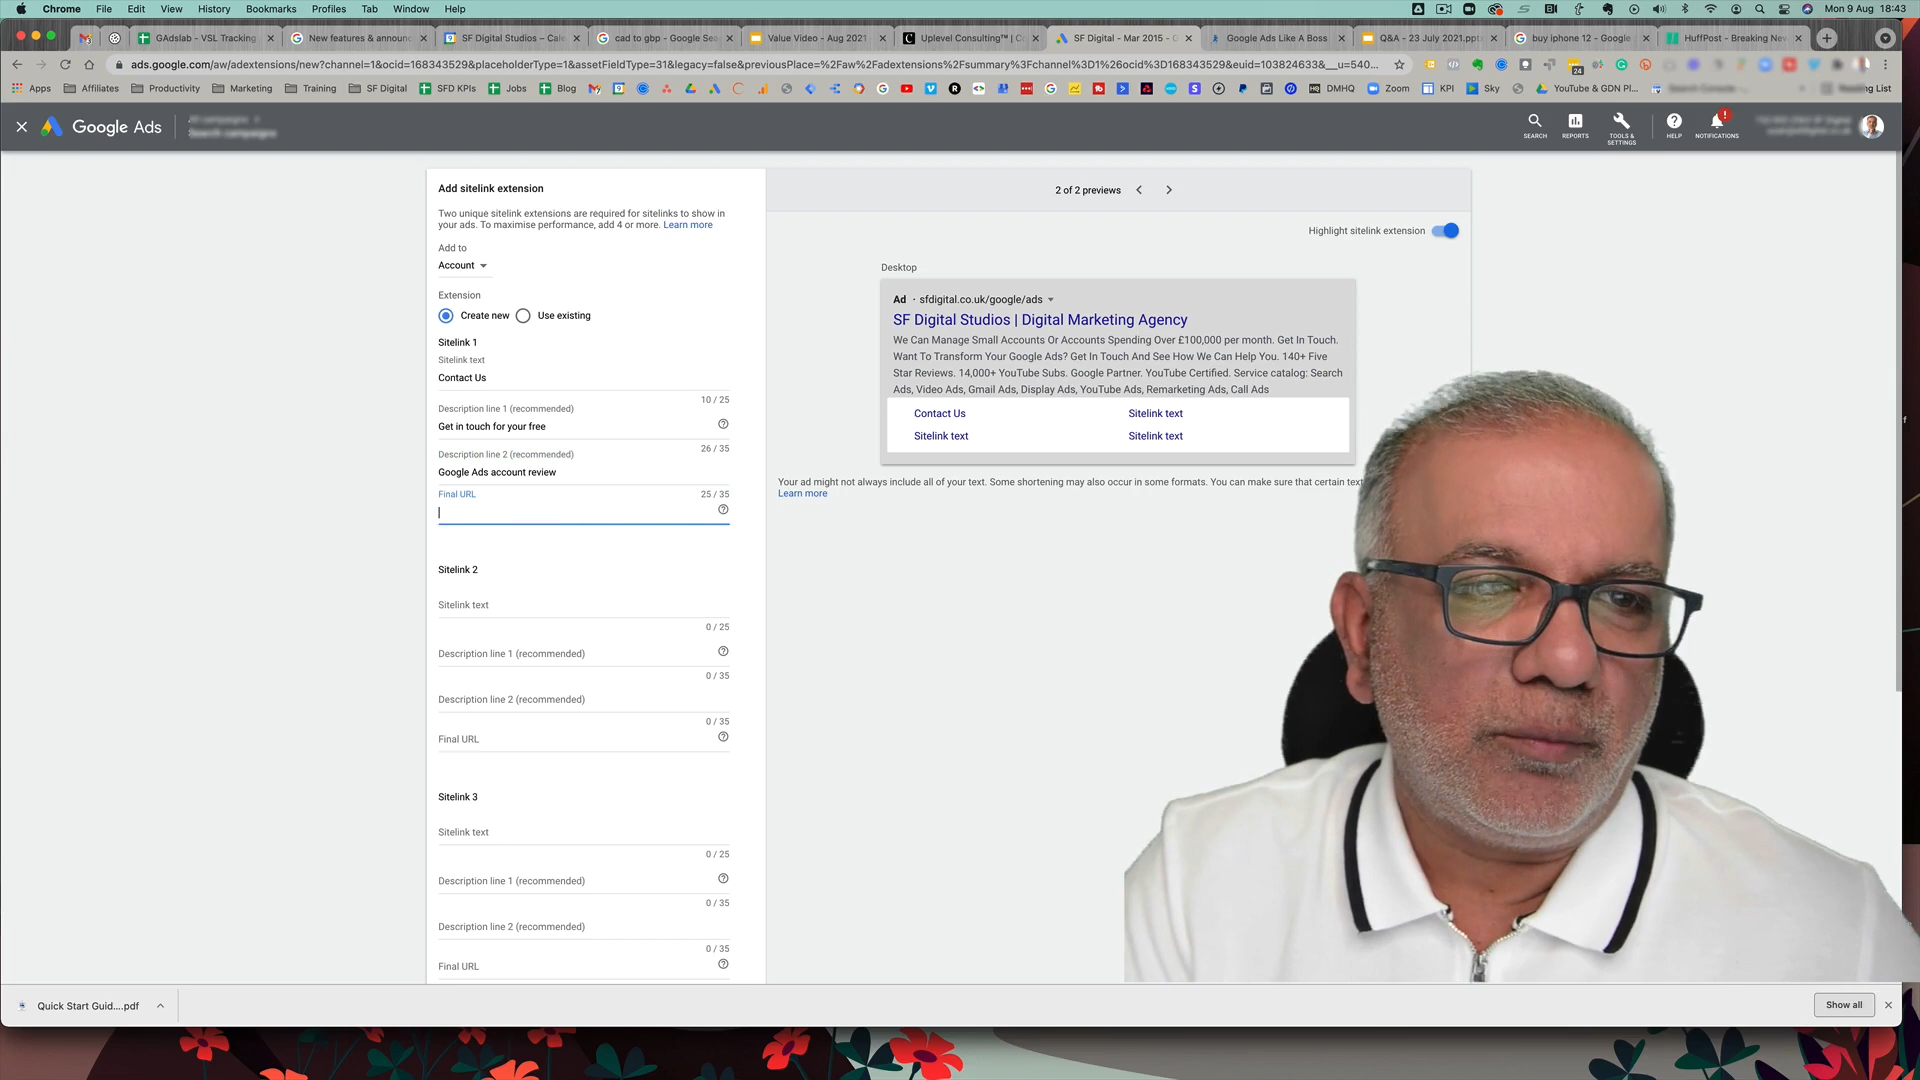 Chrome File Edit View History Bookmarks Profiles Tab Window Help
Mon 9 Aug 18:43
GAdslab - VSL Tracking
New features & announc
SF Digital Studios – Cale
cad to gbp - Google Sea
Value Video - Aug 2021
Uplevel Consulting™ | Co
SF Digital - Mar 2015 - G
Google Ads Like A Boss
Q&A - 23 July 2021.pptx
buy iphone 12 - Google
HuffPost - Breaking New
ads.google.com/aw/adextensions/new?channel=1&ocid=168343529&placeholderType=1&assetFieldType=31&legacy=false&previousPlace=%2Faw%2Fadextensions%2Fsummary%3Fchannel%3D1%26ocid%3D168343529&euid=103824633&__u=540...
24
Apps Affiliates Productivity Marketing Training SF Digital SFD KPIs Jobs Blog
DMHQ Zoom KPI Sky YouTube & GDN Pl...
List
Google Ads
Search campaigns
SEARCH
REPORTS
TOOLS & SETTINGS
HELP
NOTIFICATIONS
Add sitelink extension
Two unique sitelink extensions are required for sitelinks to show in
your ads. To maximise performance, add 4 or more. Learn more
Add to
Account
Extension
Create new Use existing
Sitelink 1
Sitelink text
Contact Us
10 / 25
Description line 1 (recommended)
Get in touch for your free
26 / 35
Description line 2 (recommended)
Google Ads account review
25 / 35
Final URL
Sitelink 2
Sitelink text
0 / 25
Description line 1 (recommended)
0 / 35
Description line 2 (recommended)
0 / 35
Final URL
Sitelink 3
Sitelink text
0 / 25
Description line 1 (recommended)
0 / 35
Description line 2 (recommended)
0 / 35
Final URL
2 of 2 previews
Highlight sitelink extension
Desktop
Ad · sfdigital.co.uk/google/ads
SF Digital Studios | Digital Marketing Agency
We Can Manage Small Accounts Or Accounts Spending Over £100,000 per month. Get In Touch.
Want To Transform Your Google Ads? Get In Touch And See How We Can Help You. 140+ Five
Star Reviews. 14,000+ YouTube Subs. Google Partner. YouTube Certified. Service catalog: Search
Ads, Video Ads, Gmail Ads, Display Ads, YouTube Ads, Remarketing Ads, Call Ads
Contact Us Sitelink text
Sitelink text Sitelink text
Your ad might not always include all of your text. Some shortening may also occur in some formats. You can make sure that certain text
Learn more
Quick Start Guid....pdf
Show all